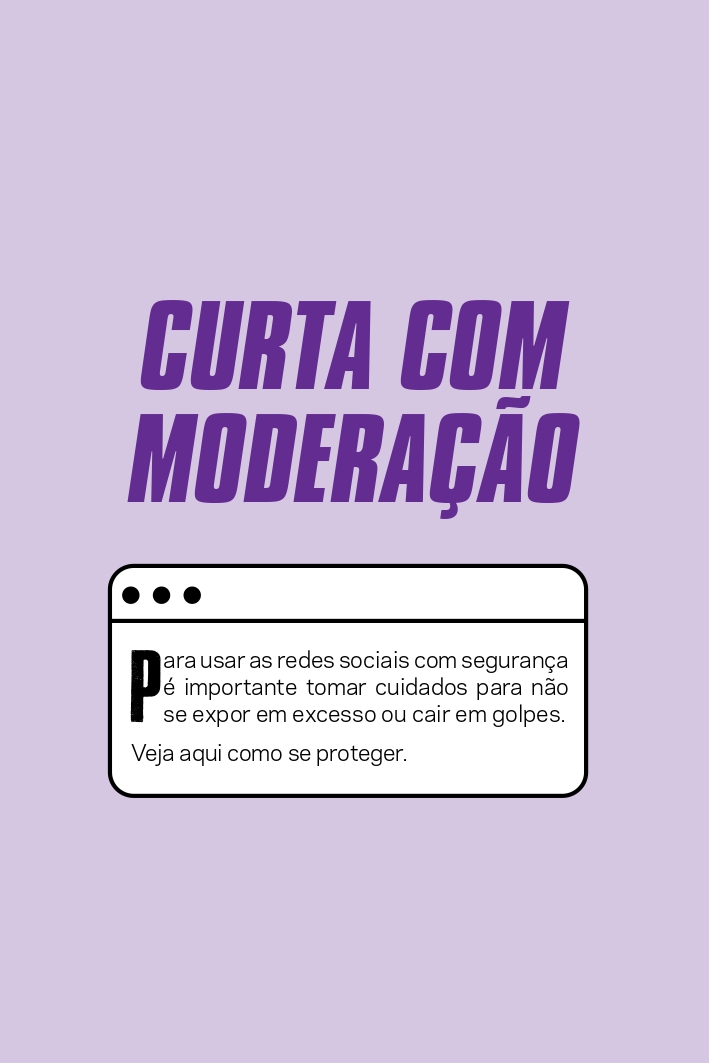 CURTA COM
MODERAÇÃO
Para usar as redes sociais com segurança
é importante tomar cuidados para não
se expor em excesso ou cair em golpes.
Veja aqui como se proteger.